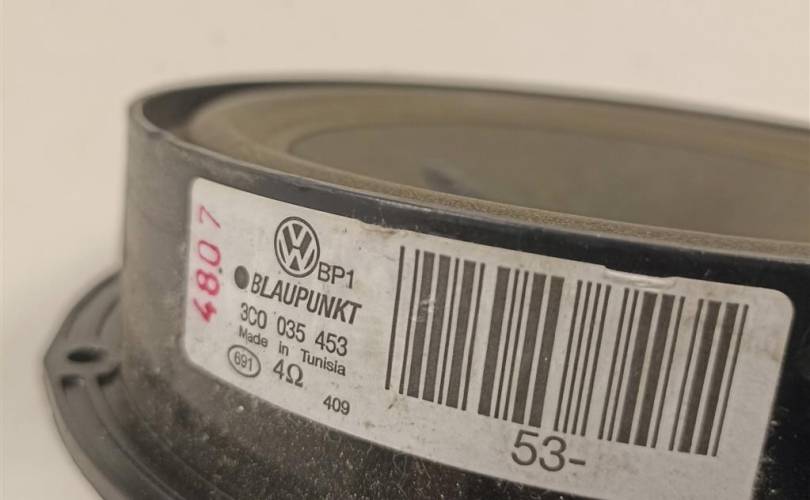 48.07
BP1
BLAUPUNKT
3C0 035 453
Made in Tunisia
691 4Ω
409
53-